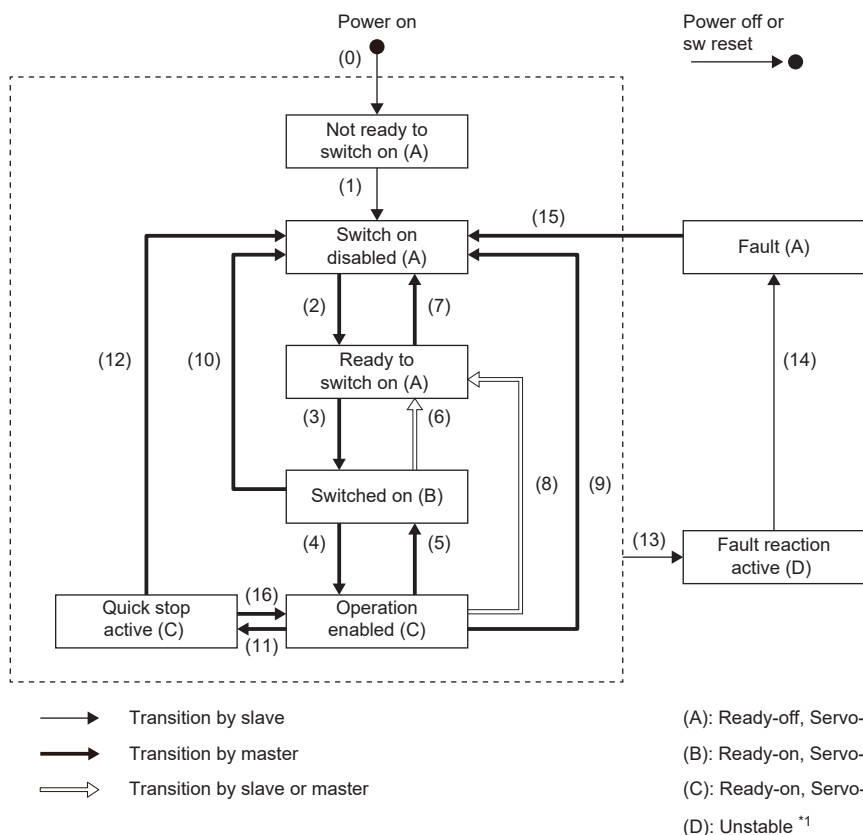 Power on
Power off or
sw reset
(0)
Not ready to
switch on (A)
(1)
Switch on
disabled (A)
(15)
Fault (A)
(2)
(7)
(12)
(10)
Ready to
switch on (A)
(14)
(3)
(6)
(8)
(9)
Switched on (B)
(4)
(5)
(13)
Fault reaction
active (D)
Quick stop
active (C)
(16)
(11)
Operation
enabled (C)
Transition by slave
Transition by master
Transition by slave or master
(A): Ready-off, Servo-
(B): Ready-on, Servo-
(C): Ready-on, Servo-
(D): Unstable *1